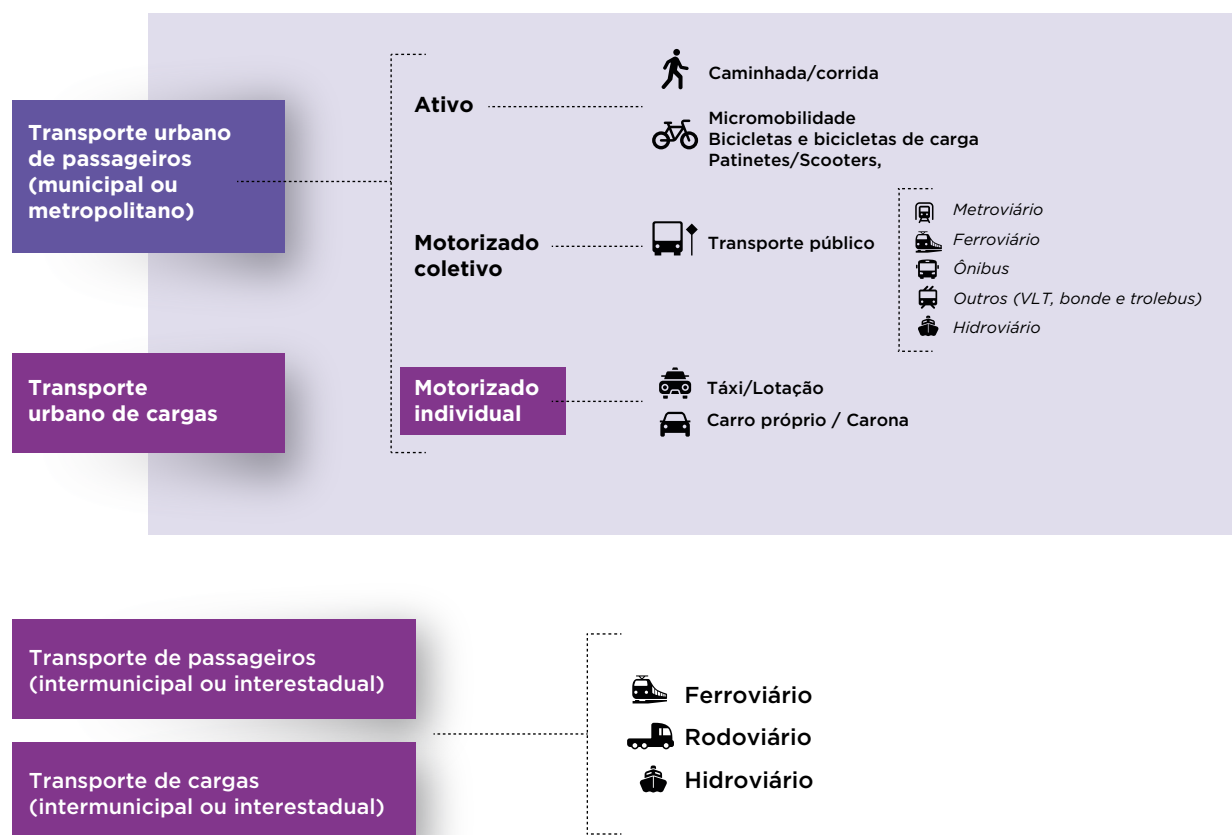 Transporte urbano
de passageiros
(municipal ou
metropolitano)
Ativo
Caminhada/corrida
Micromobilidade
Bicicletas e bicicletas de carga
Patinetes/Scooters,
Motorizado
coletivo
Transporte público
Metroviário
Ferroviário
Ônibus
Outros (VLT, bonde e trolebus)
Hidroviário
Transporte
urbano de cargas
Motorizado
individual
Táxi/Lotação
Carro próprio / Carona
Transporte de passageiros
(intermunicipal ou interestadual)
Transporte de cargas
(intermunicipal ou interestadual)
Ferroviário
Rodoviário
Hidroviário